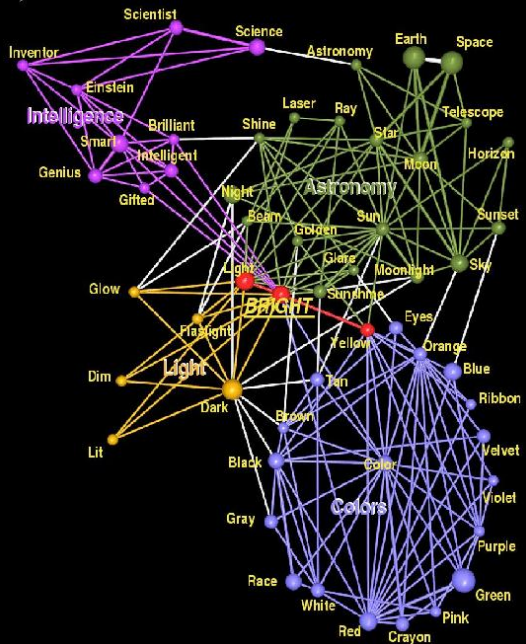 Scientist
Science
Earth
Space
Inventor
Astronomy
Einstein
Laser
Ray
Telescope
Intelligence
Brilliant
Shine
Star
Horizon
Smart
Intelligent
Moon
Genius
Gifted
Night
Astronomy
Beam
Golden
Sun
Sunset
Glare
Light
Moonlight
Sky
Glow
BRIGHT
Sunshine
Eyes
Flaslight
Yellow
Orange
Light
Blue
Dim
Tan
Dark
Ribbon
Brown
Lit
Black
Color
Velvet
Violet
Colors
Gray
Purple
Race
White
Green
Pink
Red
Crayon